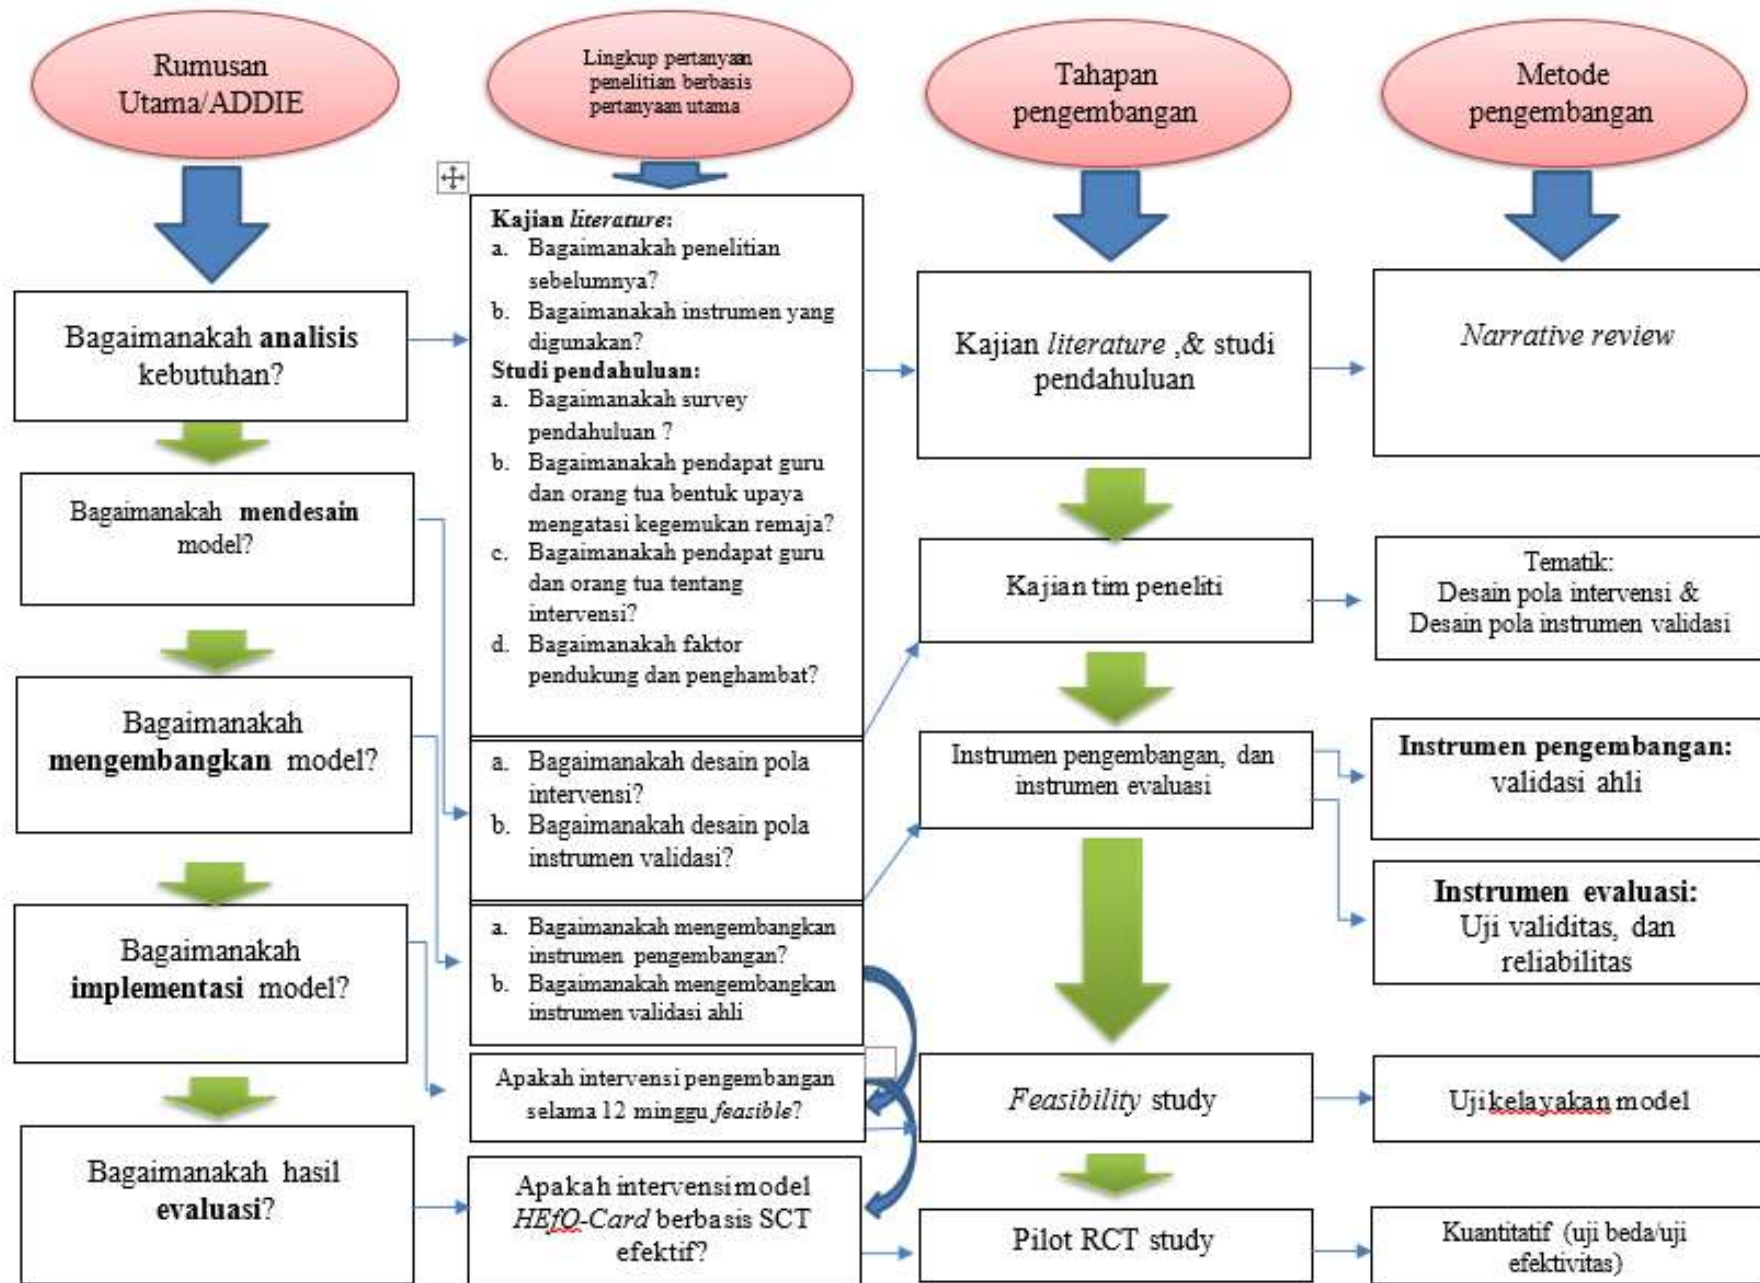 Rumusan
Utama/ADDIE
Lingkup pertanyaan
penelitian berbasis
pertanyaan utama
Tahapan
pengembangan
Metode
pengembangan
Bagaimanakah analisis
kebutuhan?
Bagaimanakah mendesain
model?
Bagaimanakah
mengembangkan model?
Bagaimanakah
implementasi model?
Bagaimanakah hasil
evaluasi?
Kajian literature:
a. Bagaimanakah penelitian
sebelumnya?
b. Bagaimanakah instrumen yang
digunakan?
Studi pendahuluan:
a. Bagaimanakah survey
pendahuluan ?
b. Bagaimanakah pendapat guru
dan orang tua bentuk upaya
mengatasi kegemukan remaja?
c. Bagaimanakah pendapat guru
dan orang tua tentang
intervensi?
d. Bagaimanakah faktor
pendukung dan penghambat?
a. Bagaimanakah desain pola
intervensi?
b. Bagaimanakah desain pola
instrumen validasi?
a. Bagaimanakah mengembangkan
instrumen pengembangan?
b. Bagaimanakah mengembangkan
instrumen validasi ahli
Apakah intervensi pengembangan
selama 12 minggu feasible?
Apakah intervensi model
HEfO-Card berbasis SCT
efektif?
Kajian literature ,& studi
pendahuluan
Kajian tim peneliti
Instrumen pengembangan, dan
instrumen evaluasi
Feasibility study
Pilot RCT study
Narrative review
Tematik:
Desain pola intervensi &
Desain pola instrumen validasi
Instrumen pengembangan:
validasi ahli
Instrumen evaluasi:
Uji validitas, dan
reliabilitas
Uji kelayakan model
Kuantitatif (uji beda/uji
efektivitas)